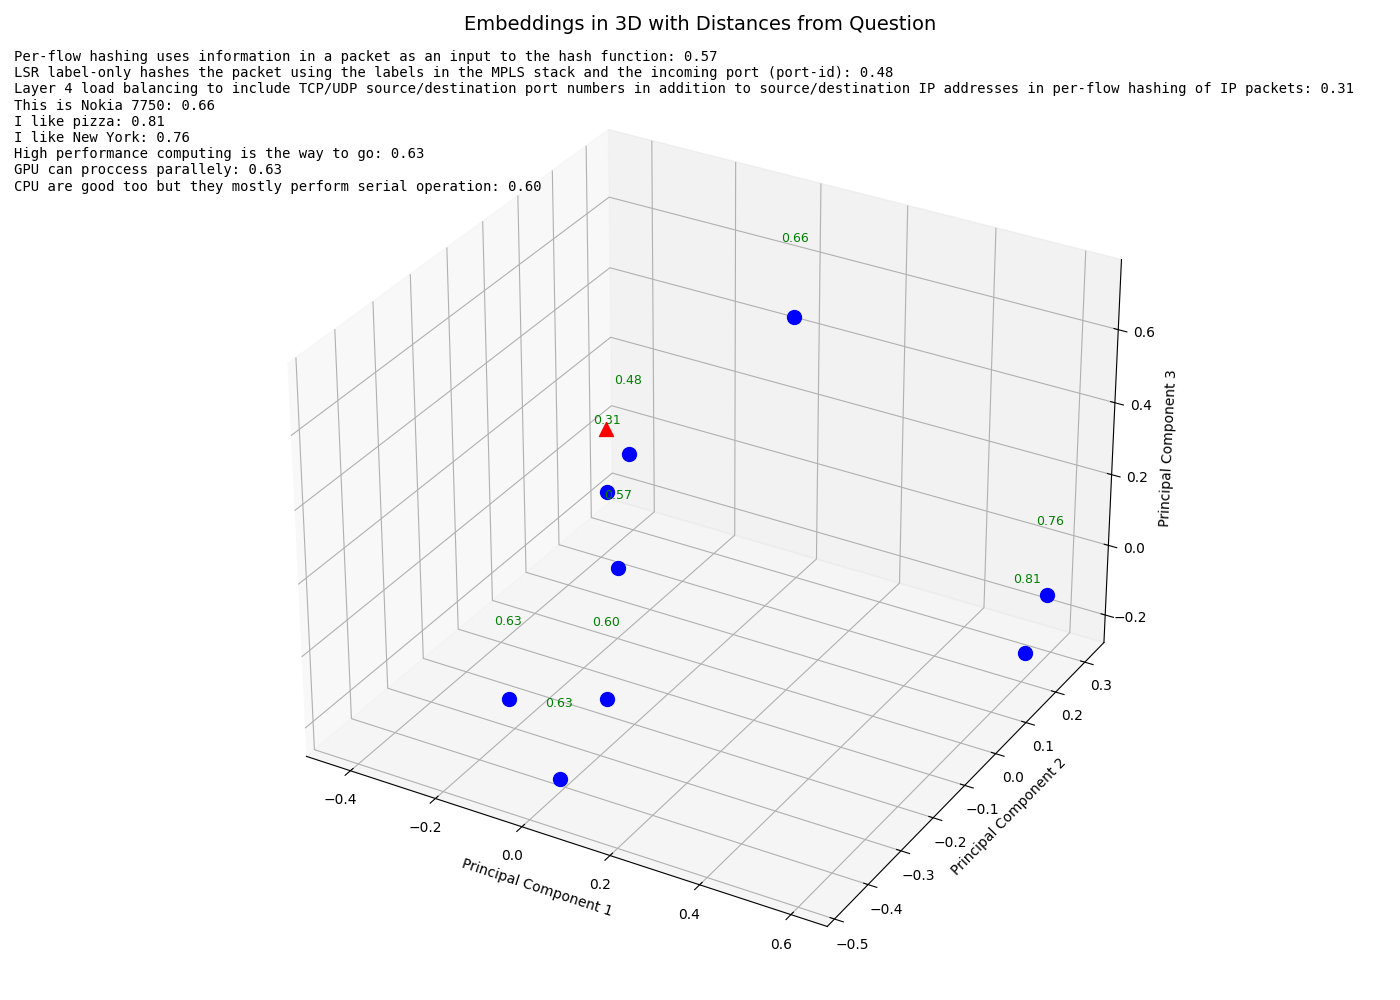 Embeddings in 3D with Distances from Question
Per-flow hashing uses information in a packet as an input to the hash function: 0.57
LSR label-only hashes the packet using the labels in the MPLS stack and the incoming port (port-id): 0.48
Layer 4 load balancing to include TCP/UDP source/destination port numbers in addition to source/destination IP addresses in per-flow hashing of IP packets: 0.31
This is Nokia 7750: 0.66
I like pizza: 0.81
I like New York: 0.76
High performance computing is the way to go: 0.63
GPU can proccess parallely: 0.63
CPU are good too but they mostly perform serial operation: 0.60
0.66
0.48
0.31
0.57
0.76
0.81
0.63
0.60
0.63
0.6
0.4
0.2
0.0
−0.2
Principal Component 3
0.3
0.2
0.1
0.0
−0.1
−0.2
−0.3
−0.4
−0.5
Principal Component 2
−0.4
−0.2
0.0
0.2
0.4
0.6
Principal Component 1